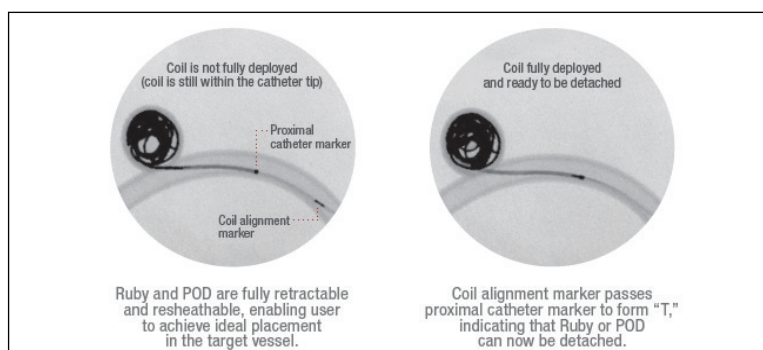 Coil is not fully deployed
(coil is still within the catheter tip)
Proximal
catheter marker
Coil alignment
marker
Ruby and POD are fully retractable
and resheathable, enabling user
to achieve ideal placement
in the target vessel.
Coil fully deployed
and ready to be detached
Coil alignment marker passes
proximal catheter marker to form “T,”
indicating that Ruby or POD
can now be detached.